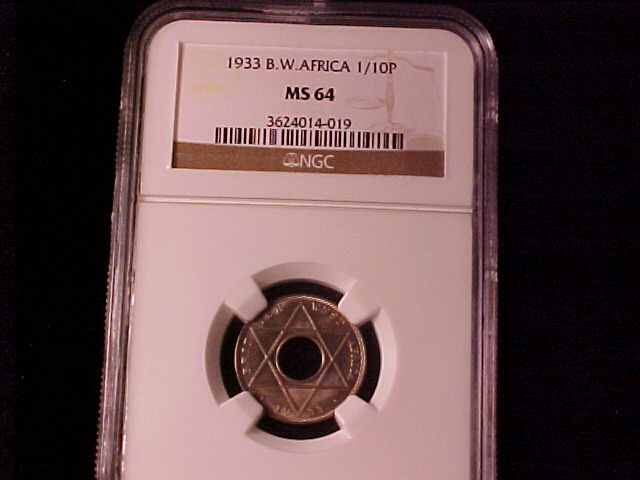 1933 B.W.AFRICA 1/10P
MS 64
3624014-019
NGC